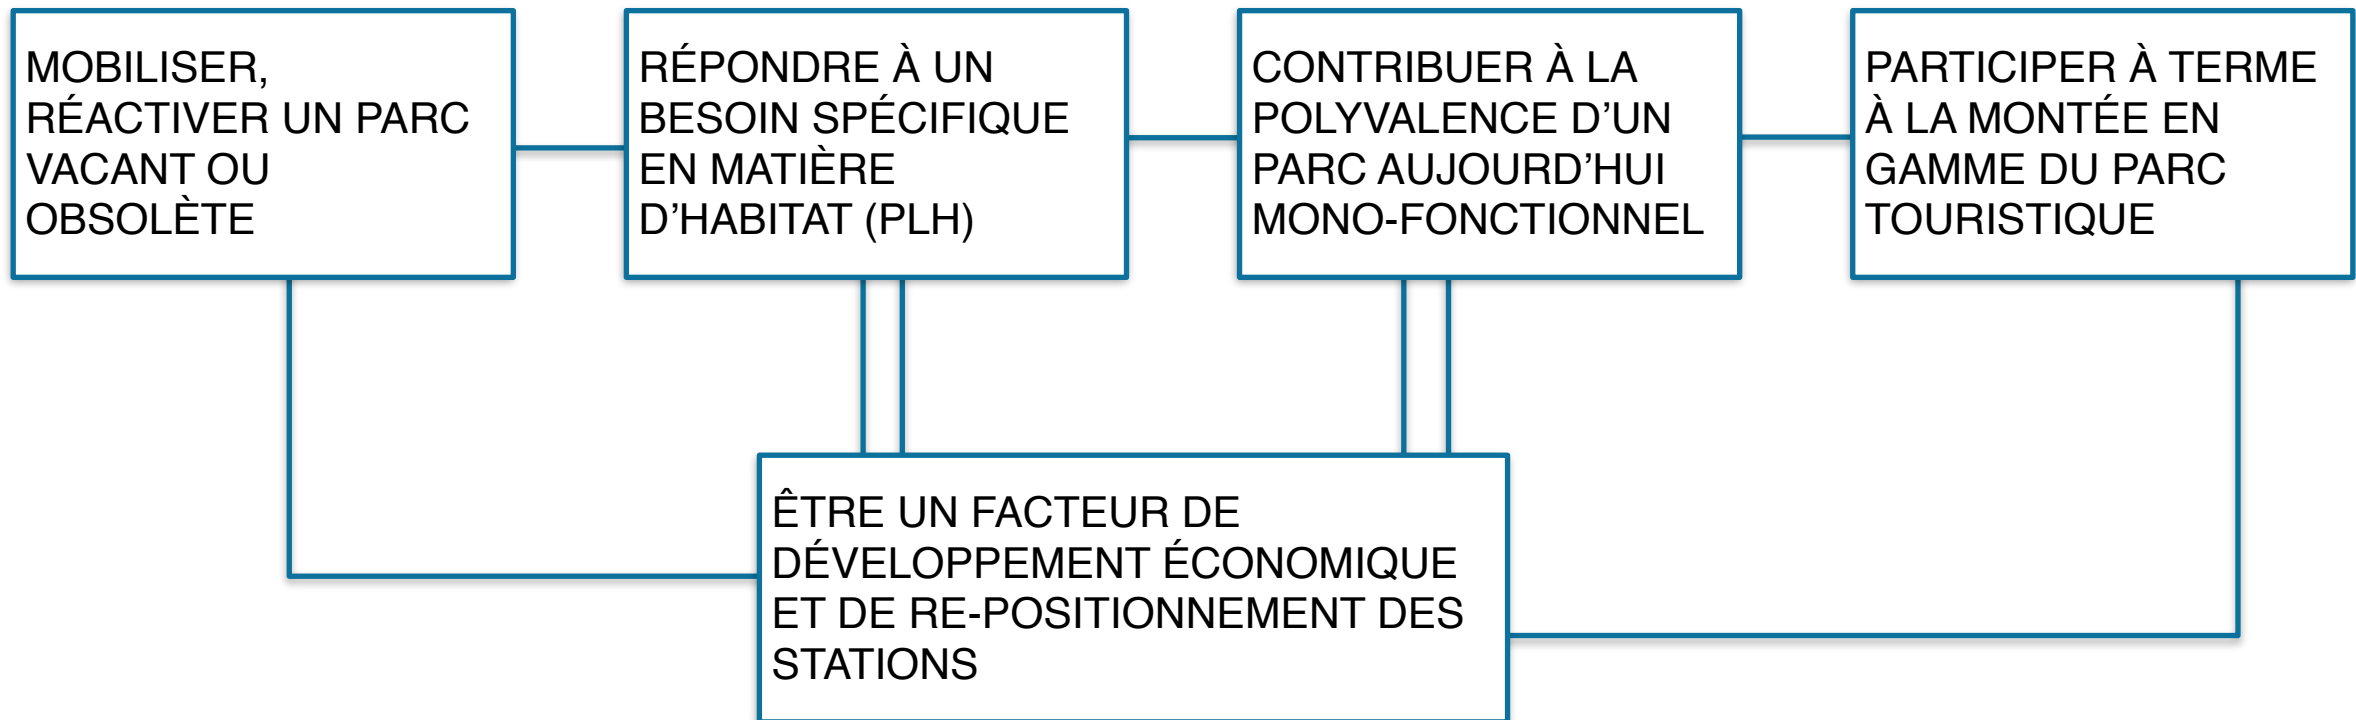 MOBILISER,
RÉACTIVER UN PARC
VACANT OU
OBSOLÈTE
RÉPONDRE À UN
BESOIN SPÉCIFIQUE
EN MATIÈRE
D’HABITAT (PLH)
CONTRIBUER À LA
POLYVALENCE D’UN
PARC AUJOURD’HUI
MONO-FONCTIONNEL
PARTICIPER À TERME
À LA MONTÉE EN
GAMME DU PARC
TOURISTIQUE
ÊTRE UN FACTEUR DE
DÉVELOPPEMENT ÉCONOMIQUE
ET DE RE-POSITIONNEMENT DES
STATIONS